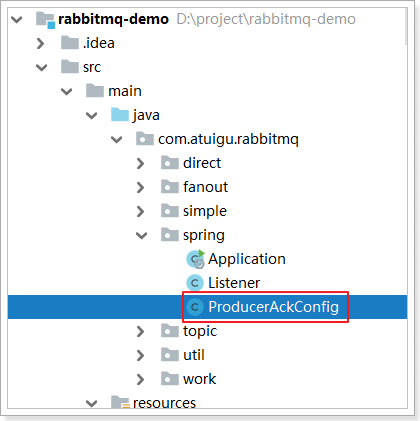 rabbitmq-demo D:\project\rabbitmq-demo
.idea
src
main
java
com.atuigu.rabbitmq
direct
fanout
simple
spring
Application
Listener
ProducerAckConfig
topic
util
work
resources